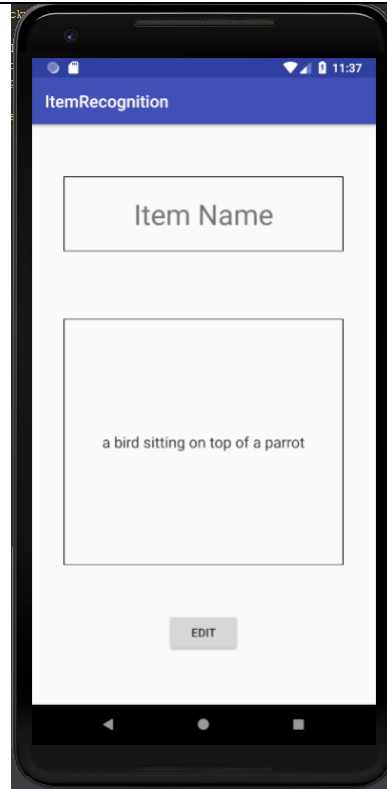 11:37
ItemRecognition
Item Name
a bird sitting on top of a parrot
EDIT